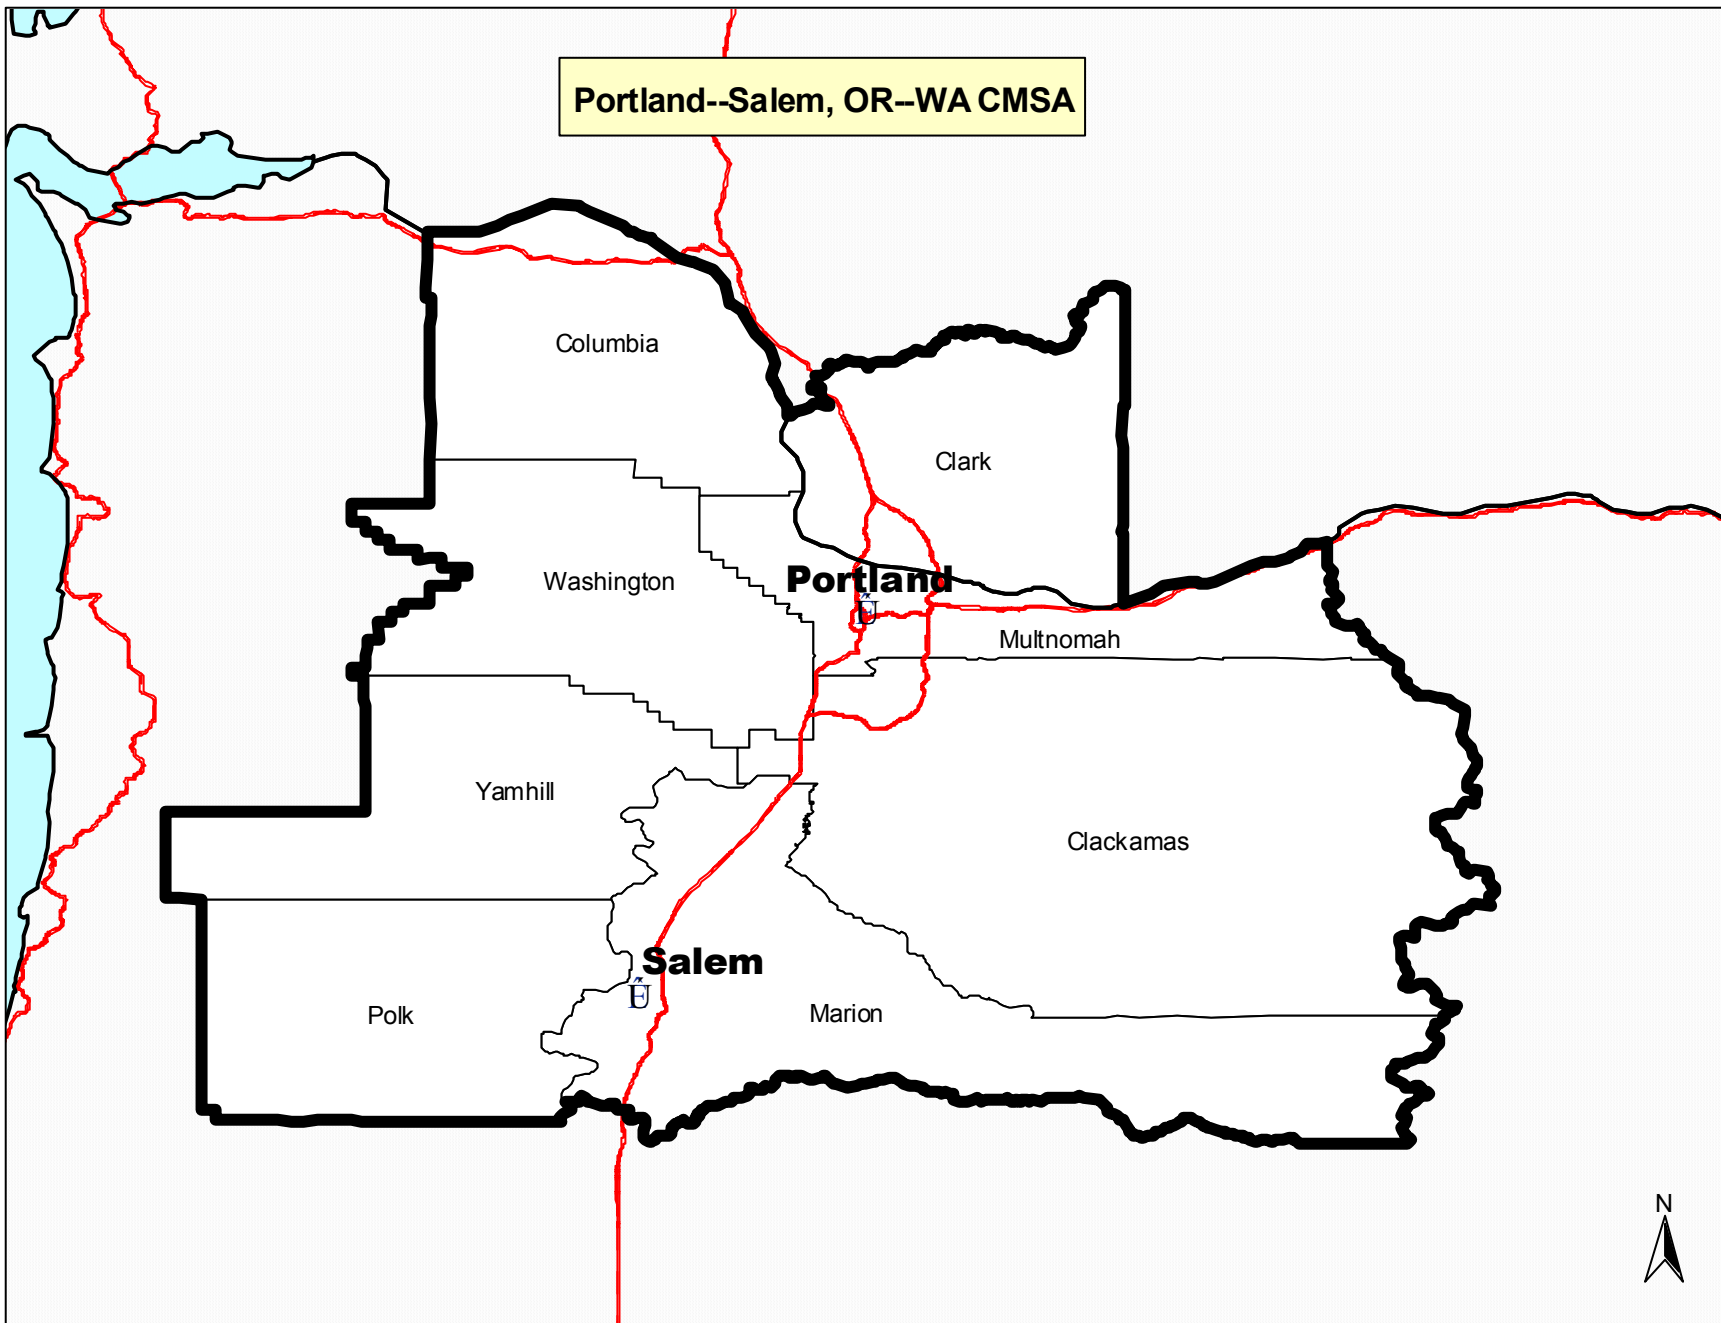 Portland--Salem, OR--WA CMSA
Columbia
Clark
Washington
Portland
Multnomah
Yamhill
Clackamas
Salem
Polk
Marion
N